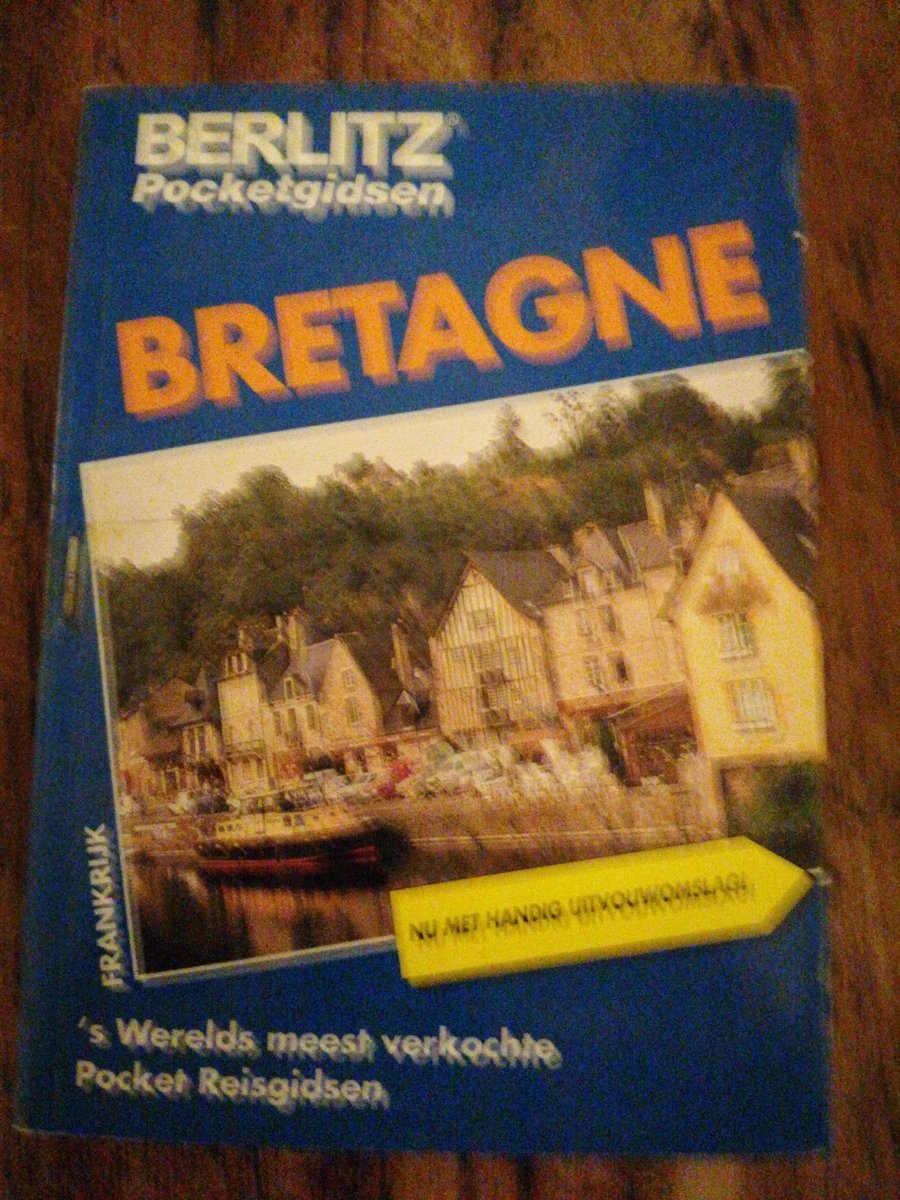 BERLITZ®
Pocketgidsen
BRETAGNE
FRANKRIJK
NU MET HANDIG UITVOUWOMSLAG!
's Werelds meest verkochte
Pocket Reisgidsen